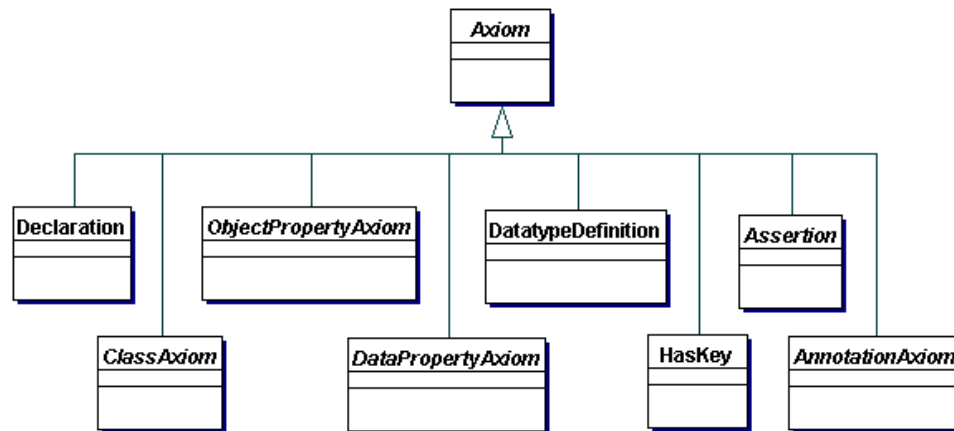 Axiom
Declaration
ObjectPropertyAxiom
DatatypeDefinition
Assertion
ClassAxiom
DataPropertyAxiom
HasKey
AnnotationAxiom